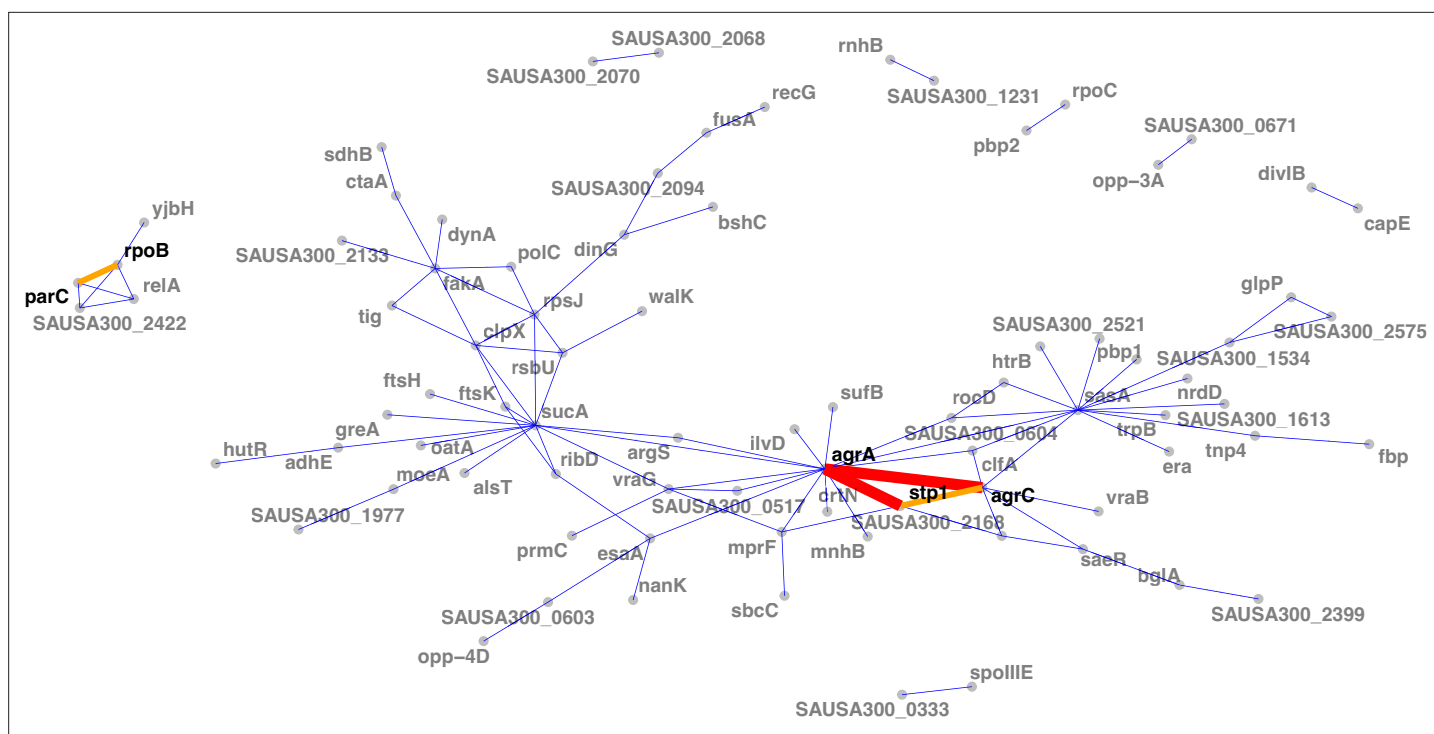 SAUSA300_2068
SAUSA300_2070
rnhB
SAUSA300_1231
rpoC
pbp2
recG
fusA
SAUSA300_0671
opp−3A
sdhB
ctaA
SAUSA300_2094
divIB
capE
yjbH
bshC
dynA
rpoB
SAUSA300_2133
polC
dinG
fakA
relA
parC
SAUSA300_2422
tig
rpsJ
walK
glpP
clpX
SAUSA300_2521
SAUSA300_2575
pbp1
SAUSA300_1534
htrB
rsbU
ftsH
ftsK
sufB
rocD
sasA
nrdD
sucA
SAUSA300_1613
greA
SAUSA300_0604
trpB
hutR
adhE
oatA
argS
ilvD
agrA
clfA
era
tnp4
fbp
ribD
moeA
alsT
vraG
crtN
stp1
agrC
vraB
SAUSA300_0517
SAUSA300_1977
SAUSA300_2168
prmC
esaA
mprF
mnhB
saeR
bglA
nanK
sbcC
SAUSA300_0603
SAUSA300_2399
opp−4D
spoIIIE
SAUSA300_0333